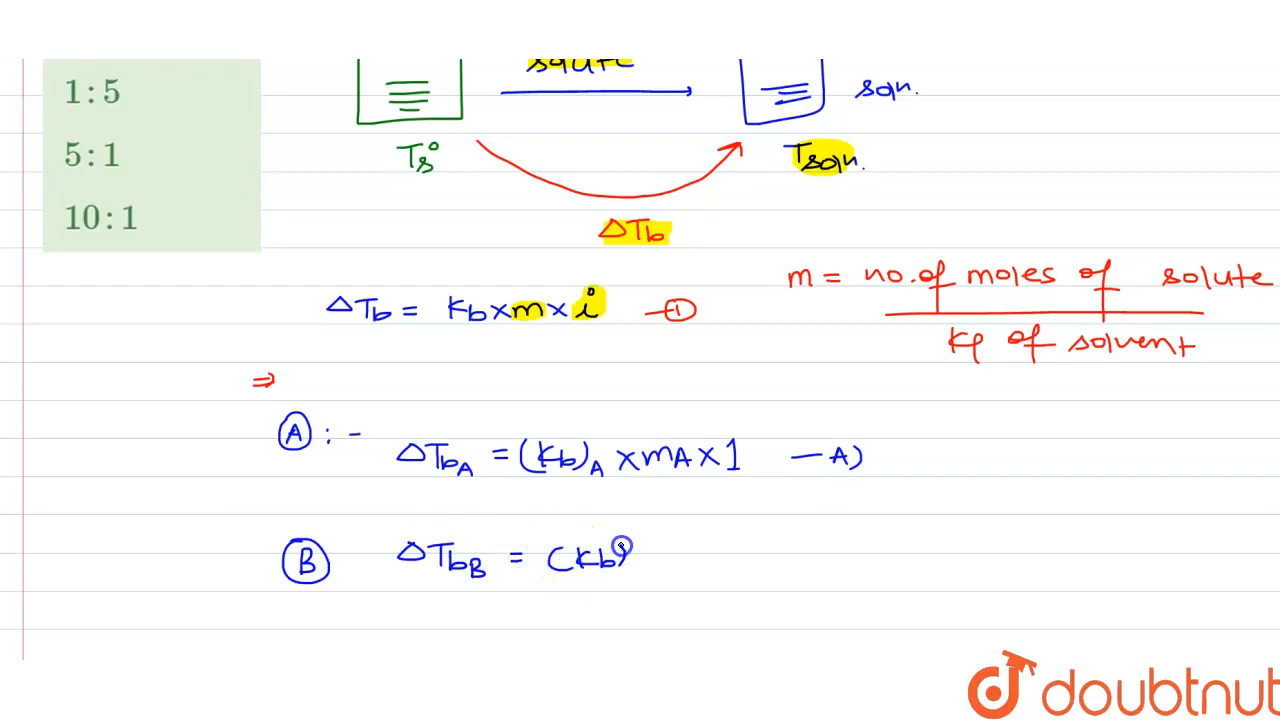 solute
1 : 5
soln.
5 : 1
Ts° Tsoln.
10 : 1
ΔTb
m = no. of moles of solute
ΔTb = Kb × m × i —①
Kg of solvent
⇒
Ⓐ : -
ΔTbA = (Kb)A × mA × 1 — A)
Ⓑ ΔTbB = (Kb)
doubtnut